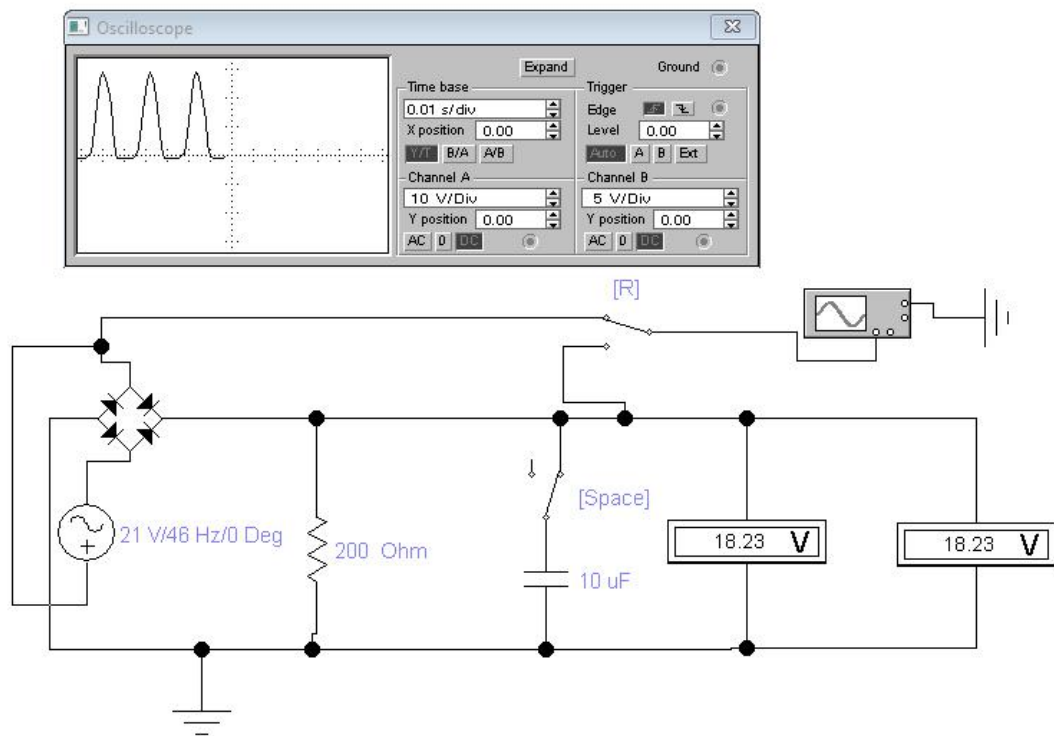 Oscilloscope
Expand
Ground
Time base
0.01 s/div
X position 0.00
Y/T B/A A/B
Trigger
Edge
Level 0.00
Auto A B Ext
Channel A
10 V/Div
Y position 0.00
AC 0 DC
Channel B
5 V/Div
Y position 0.00
AC 0 DC
[R]
21 V/46 Hz/0 Deg
200 Ohm
[Space]
10 uF
18.23 V
18.23 V
+